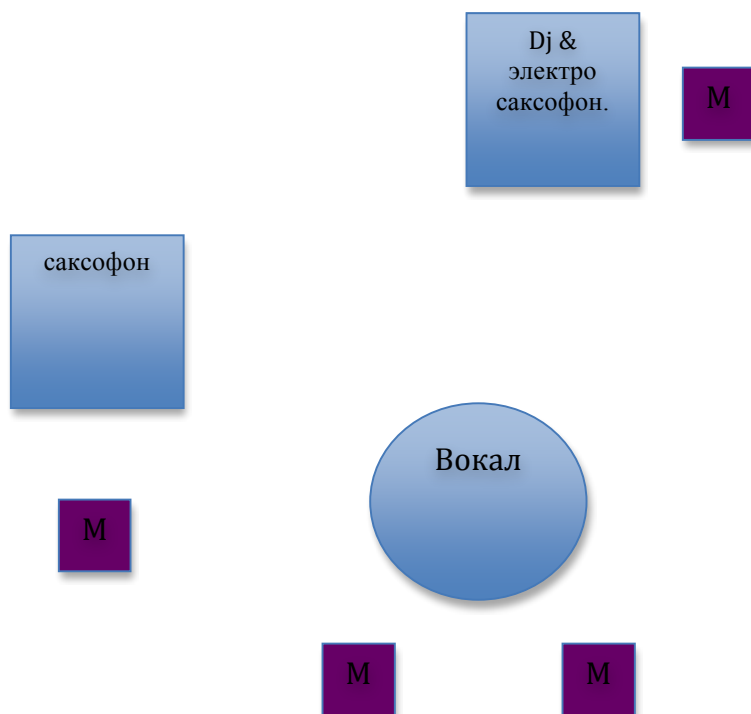 Dj &
электро
саксофон.
М
саксофон
Вокал
М
М
М